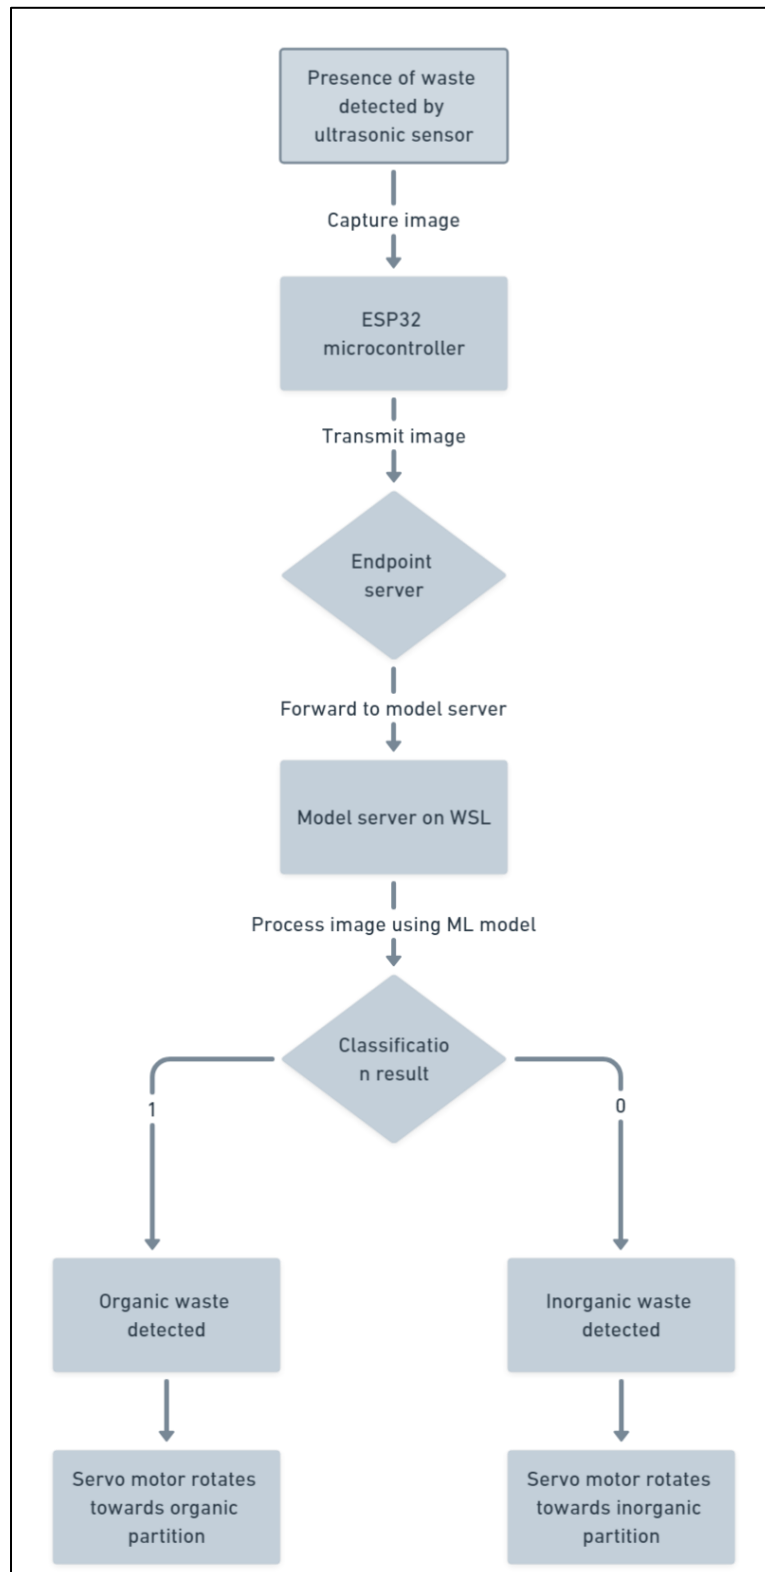 Presence of waste
detected by
ultrasonic sensor
Capture image
ESP32
microcontroller
Transmit image
Endpoint
server
Forward to model server
Model server on WSL
Process image using ML model
Classificatio
n result
1
0
Organic waste
detected
Inorganic waste
detected
Servo motor rotates
towards organic
partition
Servo motor rotates
towards inorganic
partition